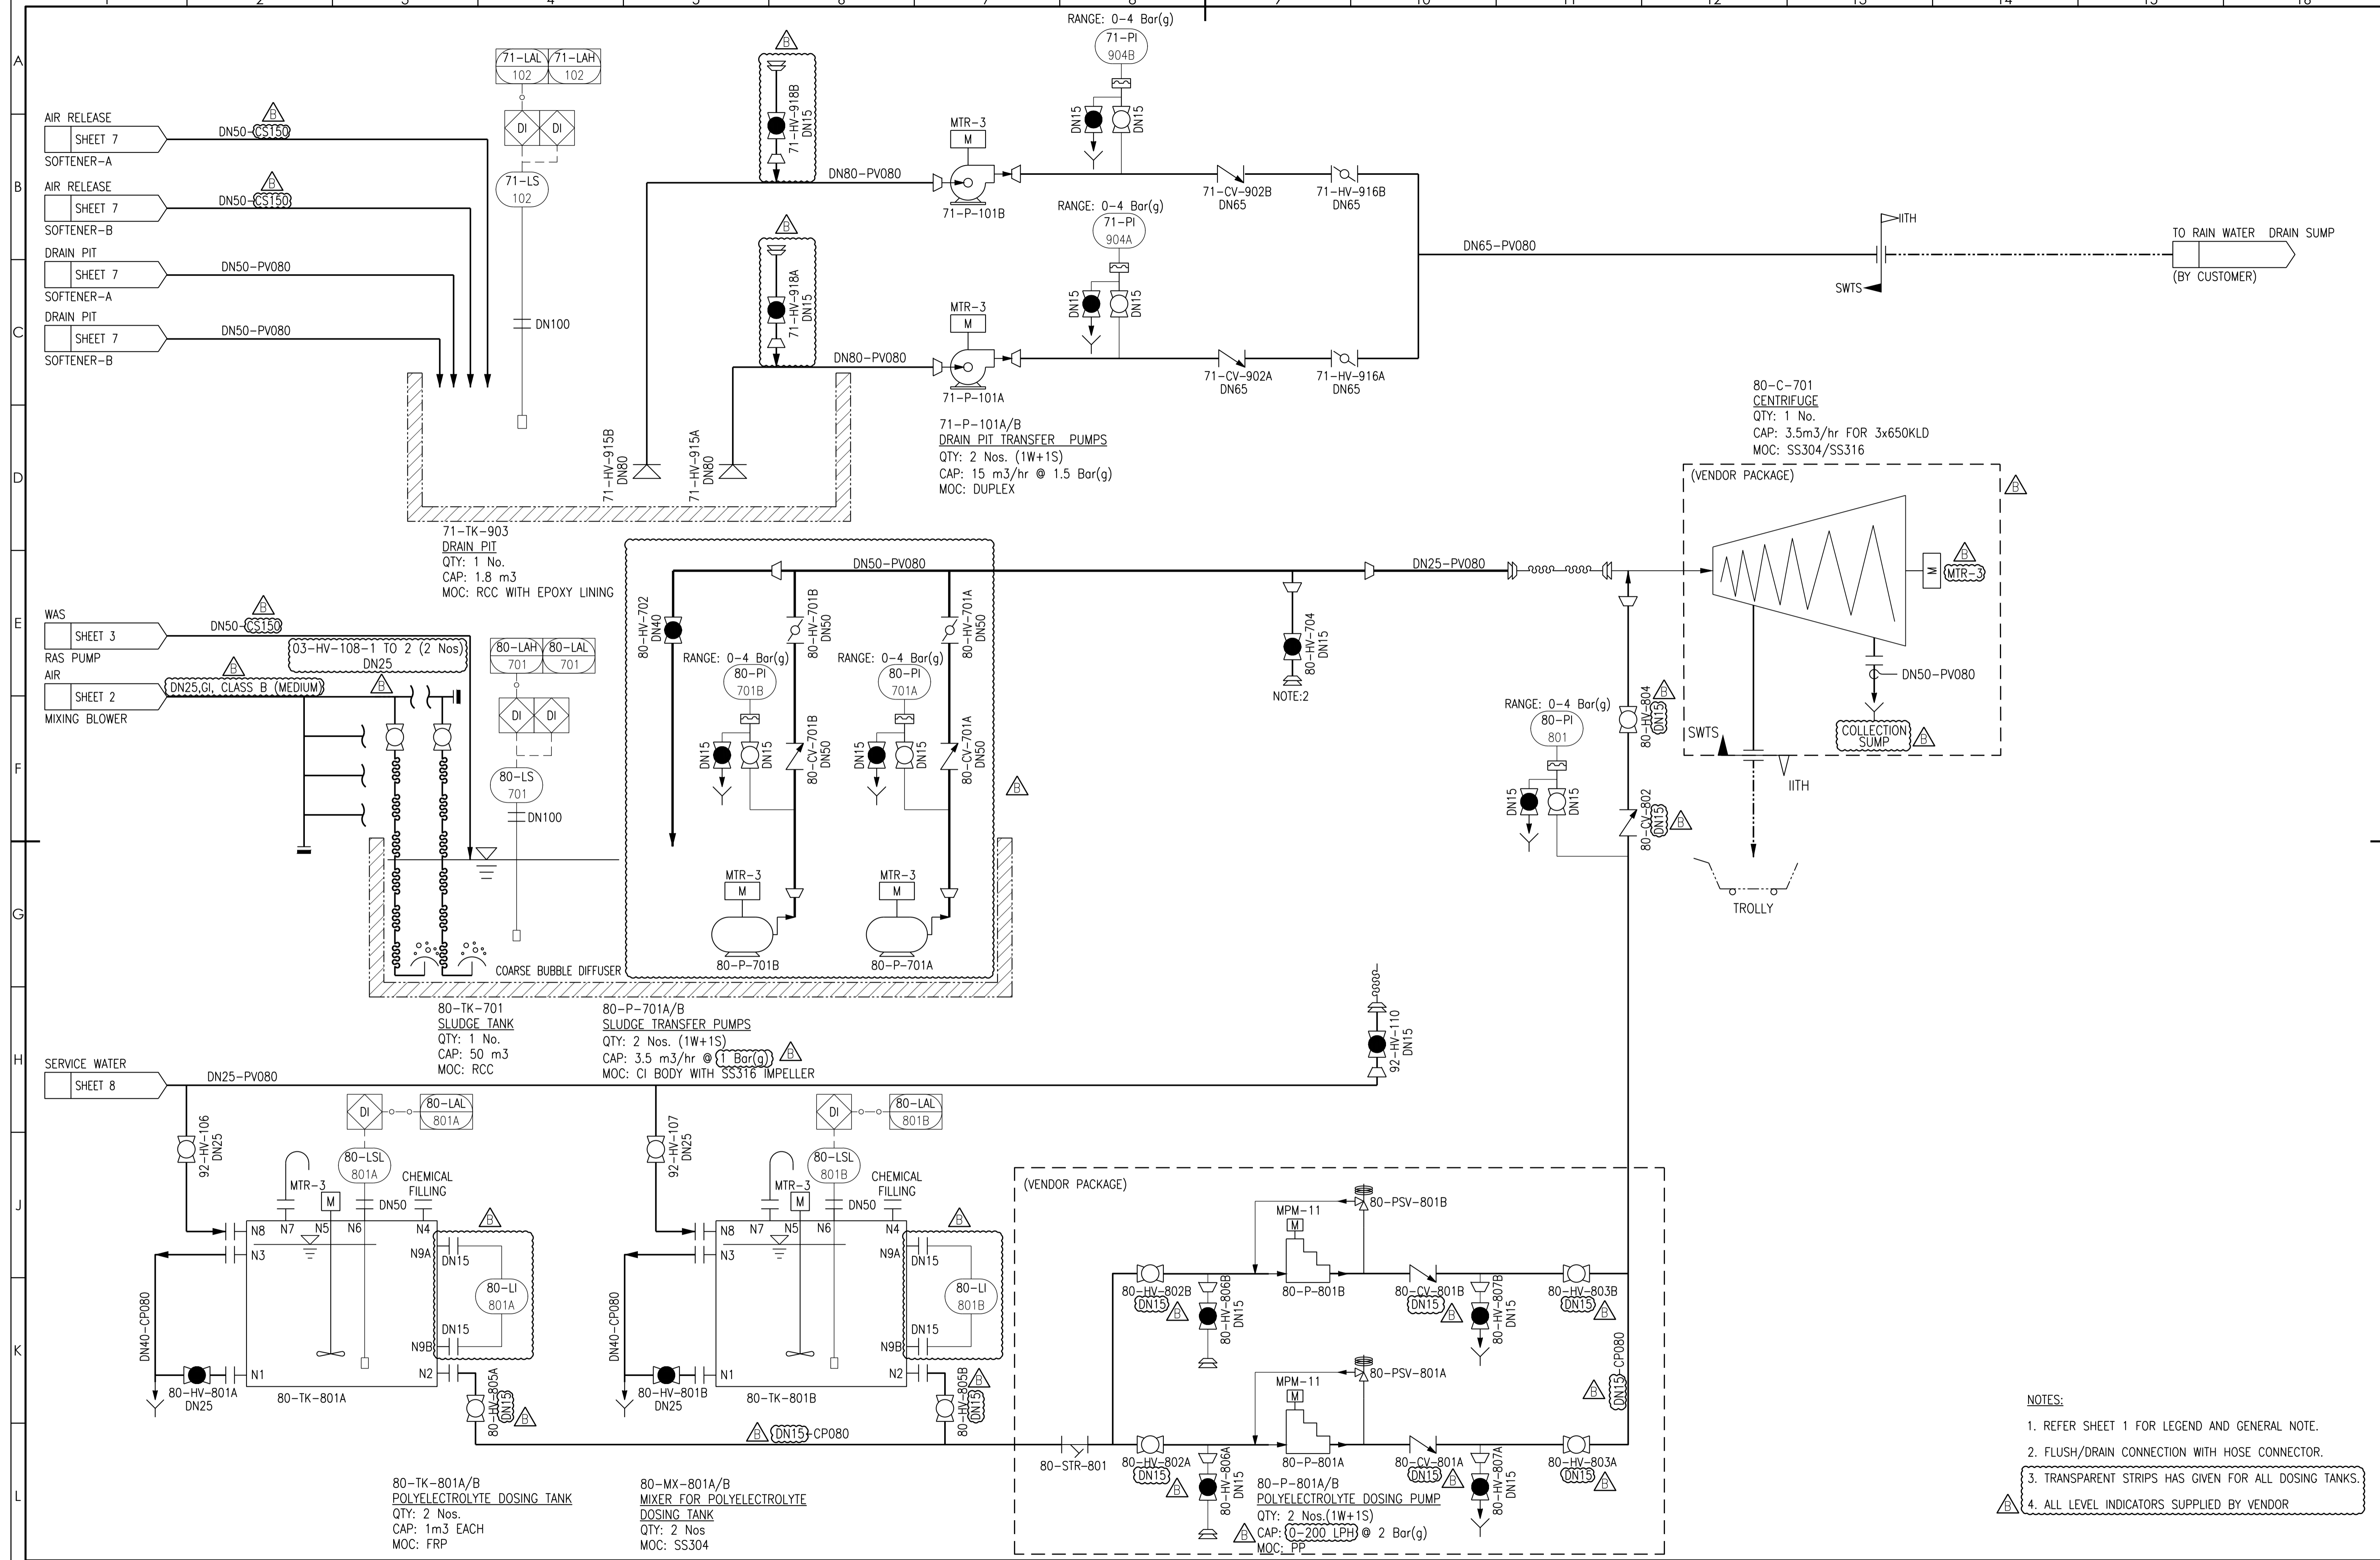 A
B
C
D
E
F
G
H
J
K
L
RANGE: 0-4 Bar(g)
71-PI
904B
DN15
DN15
71-LAL
102
71-LAH
102
DI
DI
71-LS
102
DN100
B
71-HV-918B
DN15
B
71-HV-918A
DN15
AIR RELEASE
SHEET 7
SOFTENER-A
DN50-CS150
B
AIR RELEASE
SHEET 7
SOFTENER-B
DN50-CS150
B
DRAIN PIT
SHEET 7
SOFTENER-A
DN50-PV080
DRAIN PIT
SHEET 7
SOFTENER-B
DN50-PV080
DN80-PV080
MTR-3
M
71-P-101B
71-CV-902B
DN65
71-HV-916B
DN65
RANGE: 0-4 Bar(g)
71-PI
904A
DN15
DN15
DN80-PV080
MTR-3
M
71-P-101A
71-CV-902A
DN65
71-HV-916A
DN65
DN65-PV080
IITH
SWTS
TO RAIN WATER DRAIN SUMP
(BY CUSTOMER)
71-HV-915B
DN80
71-HV-915A
DN80
71-P-101A/B
DRAIN PIT TRANSFER PUMPS
QTY: 2 Nos. (1W+1S)
CAP: 15 m3/hr @ 1.5 Bar(g)
MOC: DUPLEX
71-TK-903
DRAIN PIT
QTY: 1 No.
CAP: 1.8 m3
MOC: RCC WITH EPOXY LINING
80-C-701
CENTRIFUGE
QTY: 1 No.
CAP: 3.5m3/hr FOR 3x650KLD
MOC: SS304/SS316
(VENDOR PACKAGE)
B
M
B
MTR-3
DN50-PV080
COLLECTION
SUMP
B
SWTS
IITH
TROLLY
WAS
SHEET 3
RAS PUMP
DN50-CS150
B
AIR
SHEET 2
MIXING BLOWER
DN25,GI, CLASS B (MEDIUM)
B
03-HV-108-1 TO 2 (2 Nos)
DN25
B
80-LAH
701
80-LAL
701
DI
DI
80-LS
701
DN100
COARSE BUBBLE DIFFUSER
DN50-PV080
80-HV-702
DN40
80-HV-701B
DN50
80-HV-701A
DN50
RANGE: 0-4 Bar(g)
80-PI
701B
DN15
DN15
80-CV-701B
DN50
RANGE: 0-4 Bar(g)
80-PI
701A
DN15
DN15
80-CV-701A
DN50
B
MTR-3
M
80-P-701B
MTR-3
M
80-P-701A
DN25-PV080
80-HV-704
DN15
NOTE:2
RANGE: 0-4 Bar(g)
80-PI
801
DN15
DN15
80-HV-804
DN15
B
80-CV-802
DN15
B
80-TK-701
SLUDGE TANK
QTY: 1 No.
CAP: 50 m3
MOC: RCC
80-P-701A/B
SLUDGE TRANSFER PUMPS
QTY: 2 Nos. (1W+1S)
CAP: 3.5 m3/hr @ 1 Bar(g)
B
MOC: CI BODY WITH SS316 IMPELLER
92-HV-110
DN15
SERVICE WATER
SHEET 8
DN25-PV080
92-HV-106
DN25
DI
80-LAL
801A
80-LSL
801A
MTR-3
M
DN50
CHEMICAL
FILLING
N8
N7
N5
N6
N4
N3
N9A
DN15
B
80-LI
801A
DN15
N9B
N1
N2
DN40-CP080
80-HV-801A
DN25
80-TK-801A
80-HV-805A
DN15
B
92-HV-107
DN25
DI
80-LAL
801B
80-LSL
801B
MTR-3
M
DN50
CHEMICAL
FILLING
N8
N7
N5
N6
N4
N3
N9A
DN15
B
80-LI
801B
DN15
N9B
N1
N2
DN40-CP080
80-HV-801B
DN25
80-TK-801B
80-HV-805B
DN15
B
B
DN15-CP080
80-STR-801
(VENDOR PACKAGE)
80-PSV-801B
MPM-11
M
80-HV-802B
DN15
B
80-HV-806B
DN15
80-P-801B
80-CV-801B
DN15
B
80-HV-807B
DN15
80-HV-803B
DN15
B
80-PSV-801A
MPM-11
M
80-HV-802A
DN15
B
80-HV-806A
DN15
80-P-801A
80-CV-801A
DN15
B
80-HV-807A
DN15
80-HV-803A
DN15
B
B
DN15-CP080
80-TK-801A/B
POLYELECTROLYTE DOSING TANK
QTY: 2 Nos.
CAP: 1m3 EACH
MOC: FRP
80-MX-801A/B
MIXER FOR POLYELECTROLYTE
DOSING TANK
QTY: 2 Nos
MOC: SS304
80-P-801A/B
POLYELECTROLYTE DOSING PUMP
QTY: 2 Nos.(1W+1S)
B
CAP: 0-200 LPH @ 2 Bar(g)
MOC: PP
NOTES:
1. REFER SHEET 1 FOR LEGEND AND GENERAL NOTE.
2. FLUSH/DRAIN CONNECTION WITH HOSE CONNECTOR.
3. TRANSPARENT STRIPS HAS GIVEN FOR ALL DOSING TANKS.
4. ALL LEVEL INDICATORS SUPPLIED BY VENDOR
B